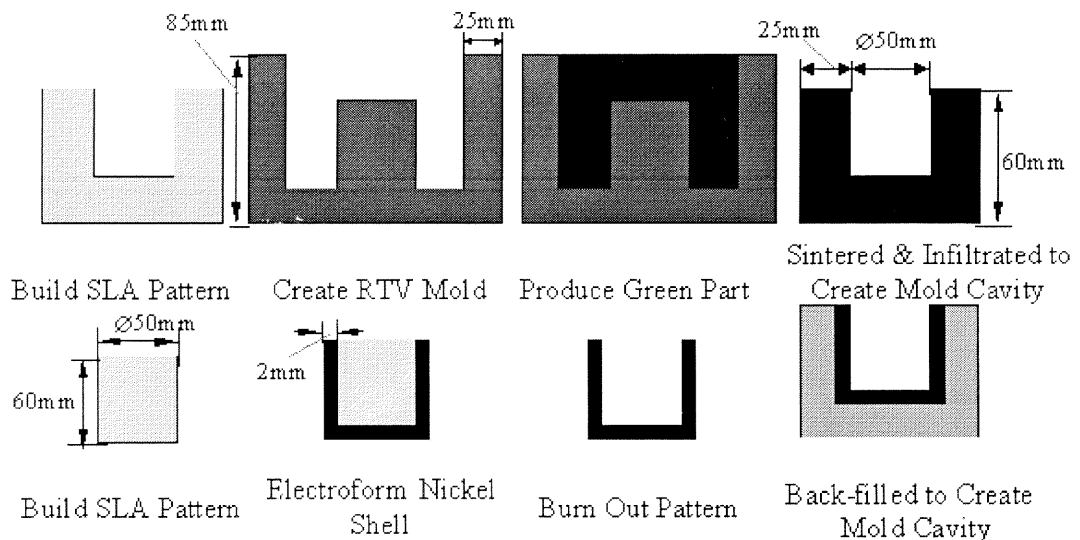 85mm
25mm
25mm
Ø50mm
60mm
Build SLA Pattern
Create RTV Mold
Produce Green Part
Sintered & Infiltrated to
Create Mold Cavity
Ø50mm
60mm
2mm
Build SLA Pattern
Electroform Nickel
Shell
Burn Out Pattern
Back-filled to Create
Mold Cavity